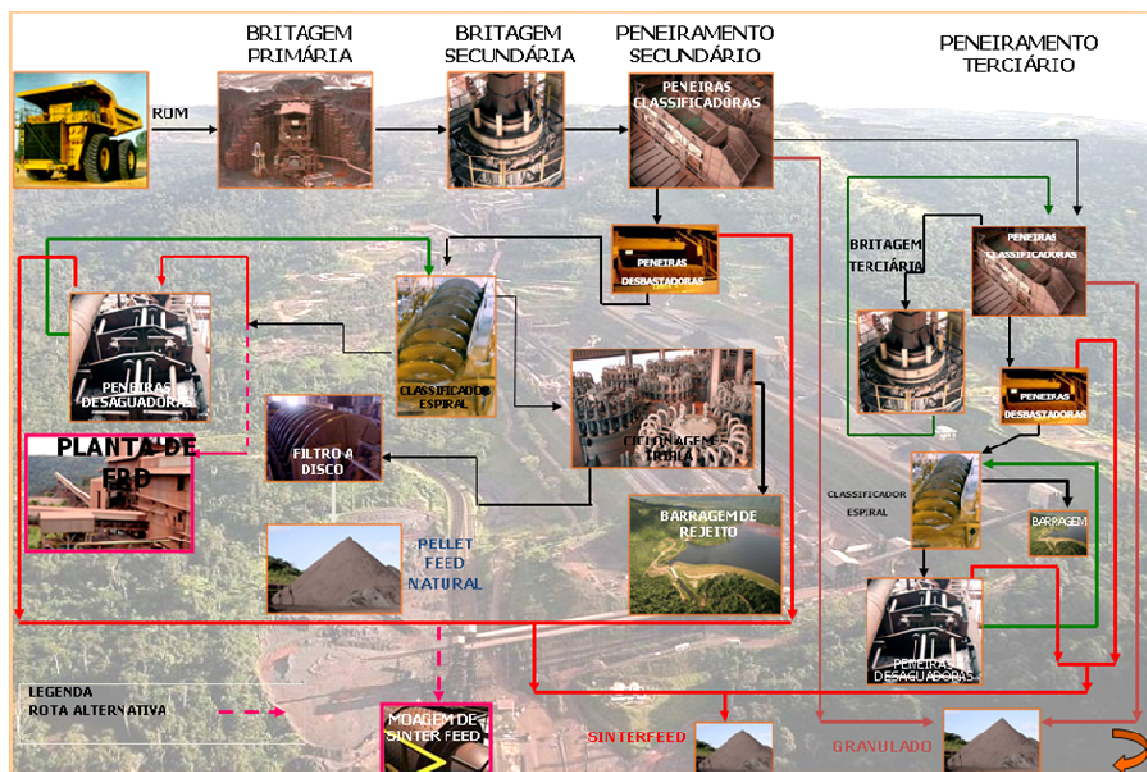 BRITAGEM
PRIMÁRIA
BRITAGEM
SECUNDÁRIA
PENEIRAMENTO
SECUNDÁRIO
PENEIRAMENTO
TERCIÁRIO
ROM
PENEIRAS
CLASSIFICADORAS
PENEIRAS
DESBASTADORAS
BRITAGEM
TERCIÁRIA
PENEIRAS
CLASSIFICADORAS
PENEIRAS
DESAGUADORAS
CLASSIFICADOR
ESPIRAL
CICLONAGEM
PENEIRAS
DESBASTADORAS
PLANTA DE
FILTRO A
DISCO
CLASSIFICADOR
ESPIRAL
BARRAGEM DE
REJEITO
BARRAGEM
PELLET
FEED
NATURAL
PENEIRAS
DESAGUADORAS
LEGENDA
ROTA ALTERNATIVA
MOAGEM DE
SINTER FEED
SINTERFEED
GRANULADO